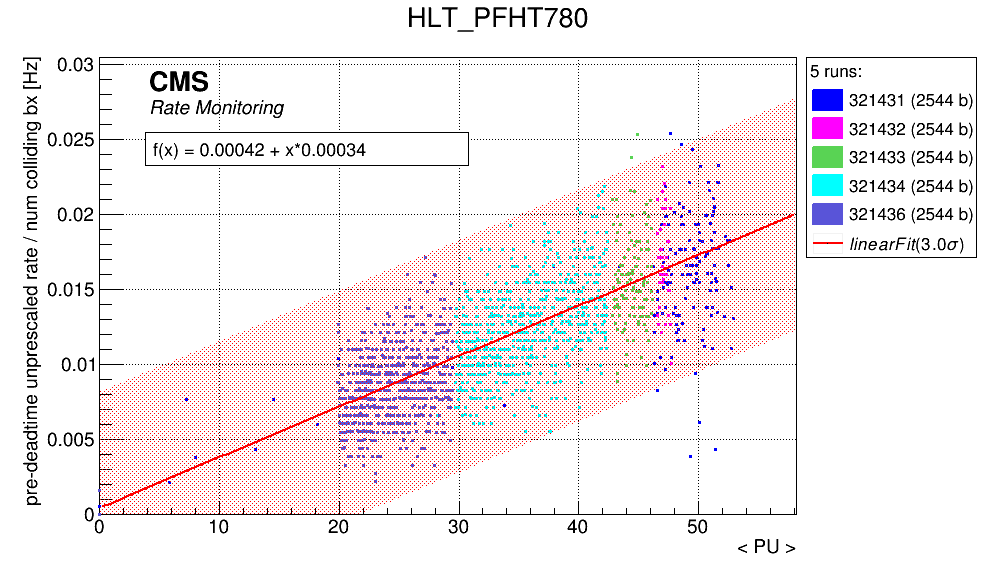 HLT_PFHT780
pre-deadtime unprescaled rate / num colliding bx [Hz]
0.03
0.025
0.02
0.015
0.01
0.005
0
CMS
Rate Monitoring
f(x) = 0.00042 + x*0.00034
0 10 20 30 40 50
< PU >
5 runs:
321431 (2544 b)
321432 (2544 b)
321433 (2544 b)
321434 (2544 b)
321436 (2544 b)
linearFit(3.0σ)